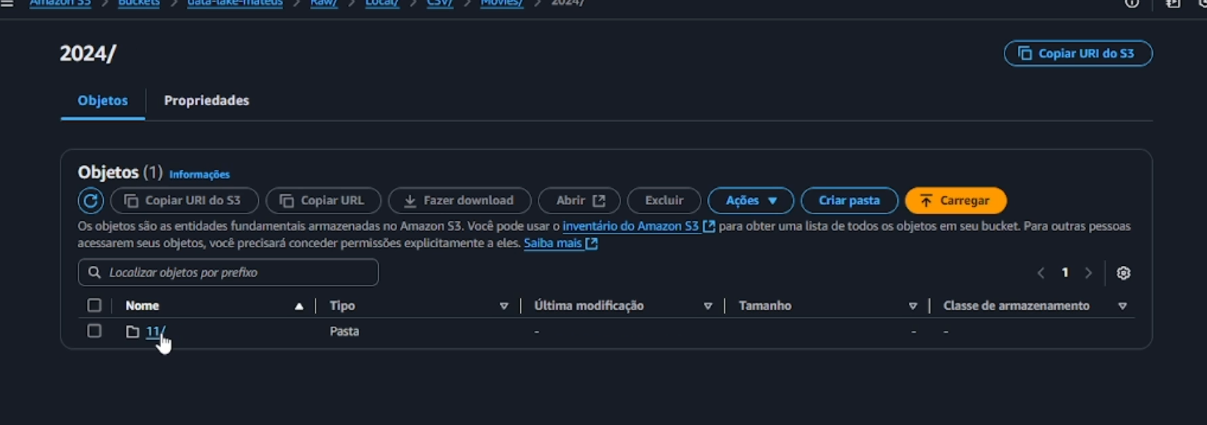 Amazon S3 > Buckets > data-lake-mateus > Raw/ > Local/ > CSV/ > Movies/ > 2024/
2024/
Copiar URI do S3
Objetos
Propriedades
Objetos (1) Informações
Copiar URI do S3
Copiar URL
Fazer download
Abrir
Excluir
Ações
Criar pasta
Carregar
Os objetos são as entidades fundamentais armazenadas no Amazon S3. Você pode usar o inventário do Amazon S3 para obter uma lista de todos os objetos em seu bucket. Para outras pessoas
acessarem seus objetos, você precisará conceder permissões explicitamente a eles. Saiba mais
Localizar objetos por prefixo
< 1 >
Nome
Tipo
Última modificação
Tamanho
Classe de armazenamento
11/
Pasta
-
-
-